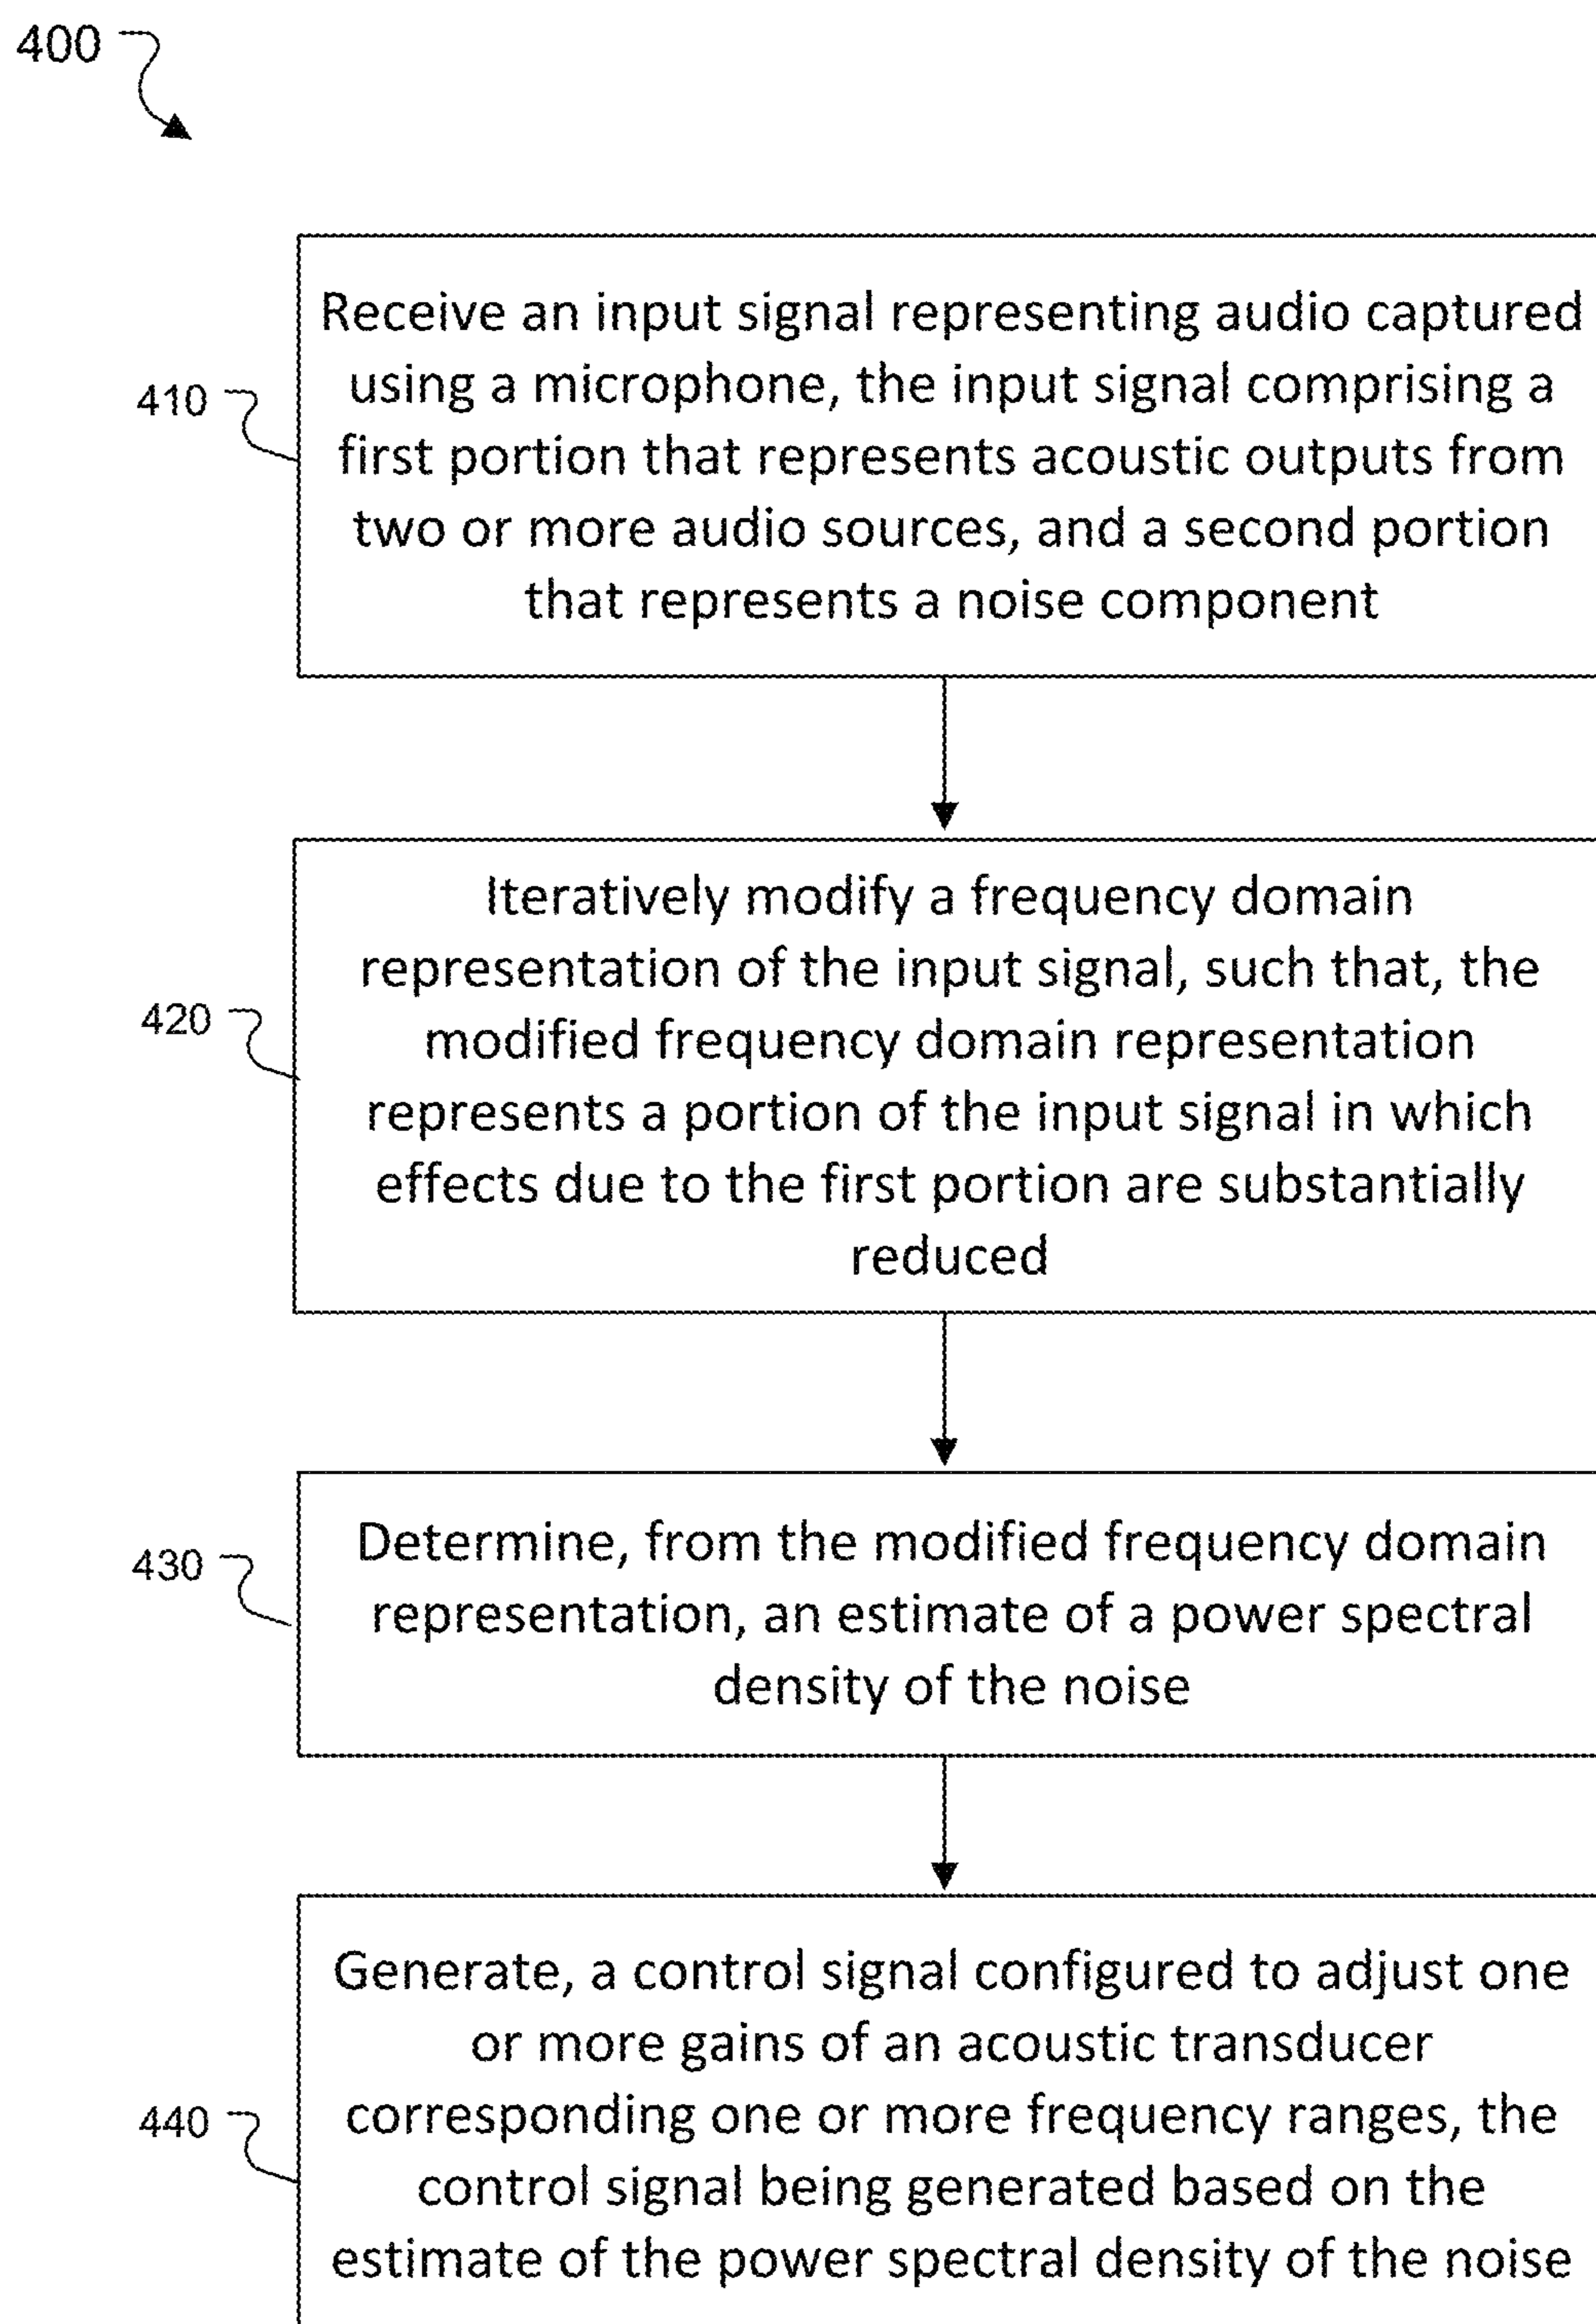 400
410
Receive an input signal representing audio captured
using a microphone, the input signal comprising a
first portion that represents acoustic outputs from
two or more audio sources, and a second portion
that represents a noise component
420
Iteratively modify a frequency domain
representation of the input signal, such that, the
modified frequency domain representation
represents a portion of the input signal in which
effects due to the first portion are substantially
reduced
430
Determine, from the modified frequency domain
representation, an estimate of a power spectral
density of the noise
440
Generate, a control signal configured to adjust one
or more gains of an acoustic transducer
corresponding one or more frequency ranges, the
control signal being generated based on the
estimate of the power spectral density of the noise